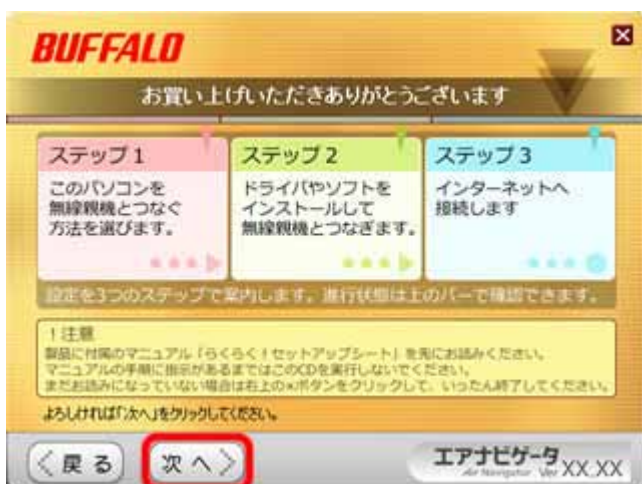 BUFFALO
お買い上げいただきありがとうございます
ステップ 1
このパソコンを
無線親機とつなぐ
方法を選びます。
ステップ 2
ドライバやソフトを
インストールして
無線親機とつなぎます。
ステップ 3
インターネットへ
接続します
設定を3つのステップで案内します。進行状態は上のバーで確認できます。
！注意
製品に付属のマニュアル「らくらく！セットアップシート」を先にお読みください。
マニュアルの手順に指示があるまではこのCDを実行しないでください。
まだお読みになっていない場合は右上の×ボタンをクリックして、いったん終了してください。
よろしければ「次へ」をクリックしてください。
戻る
次へ
エアナビゲータ
Air Navigator Ver XX.XX